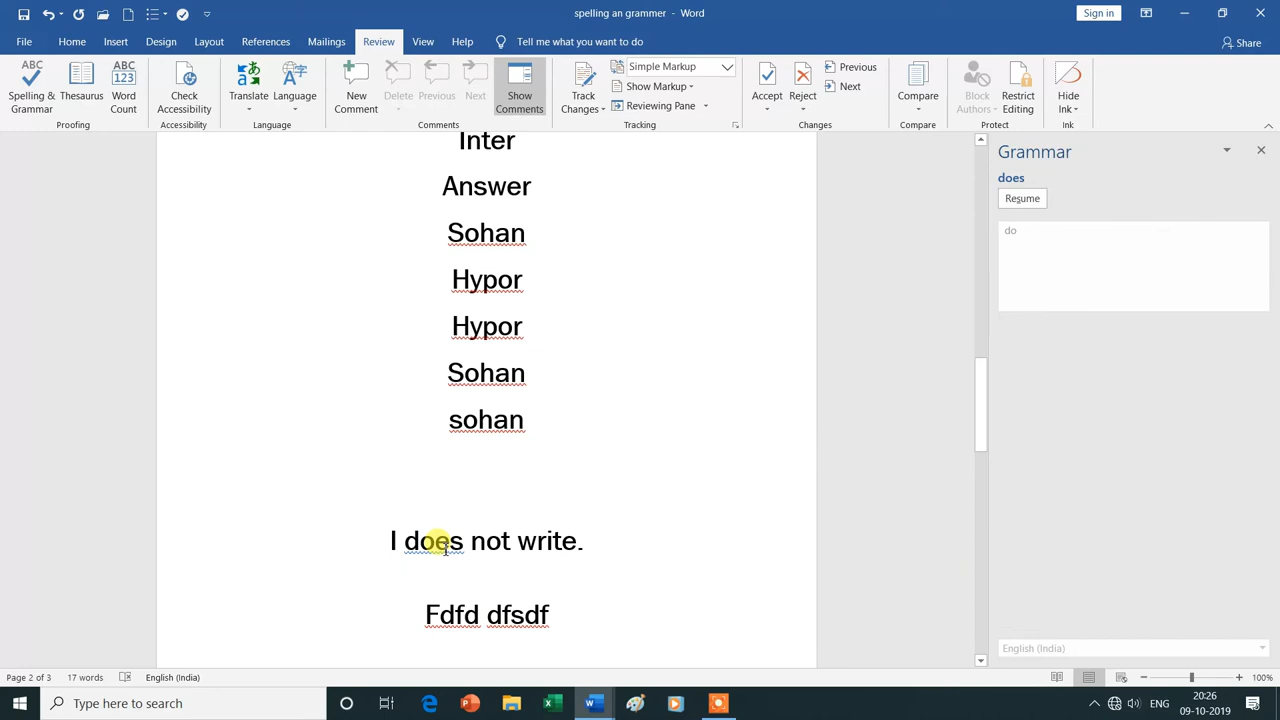 spelling an grammer - Word
Sign in
File Home Insert Design Layout References Mailings Review View Help Tell me what you want to do Share
ABC Spelling & Grammar
Thesaurus
ABC 123 Word Count
Proofing
Check Accessibility
Accessibility
Translate
Language
Language
New Comment
Delete
Previous
Next
Show Comments
Comments
Track Changes
Simple Markup
Show Markup
Reviewing Pane
Tracking
Accept
Reject
Previous
Next
Changes
Compare
Compare
Block Authors
Restrict Editing
Protect
Hide Ink
Ink
Inter
Answer
Sohan
Hypor
Hypor
Sohan
sohan
I does not write.
Fdfd dfsdf
Grammar
does
Resume
do
English (India)
Page 2 of 3 17 words English (India) 100%
Type here to search
ENG
20:26
09-10-2019